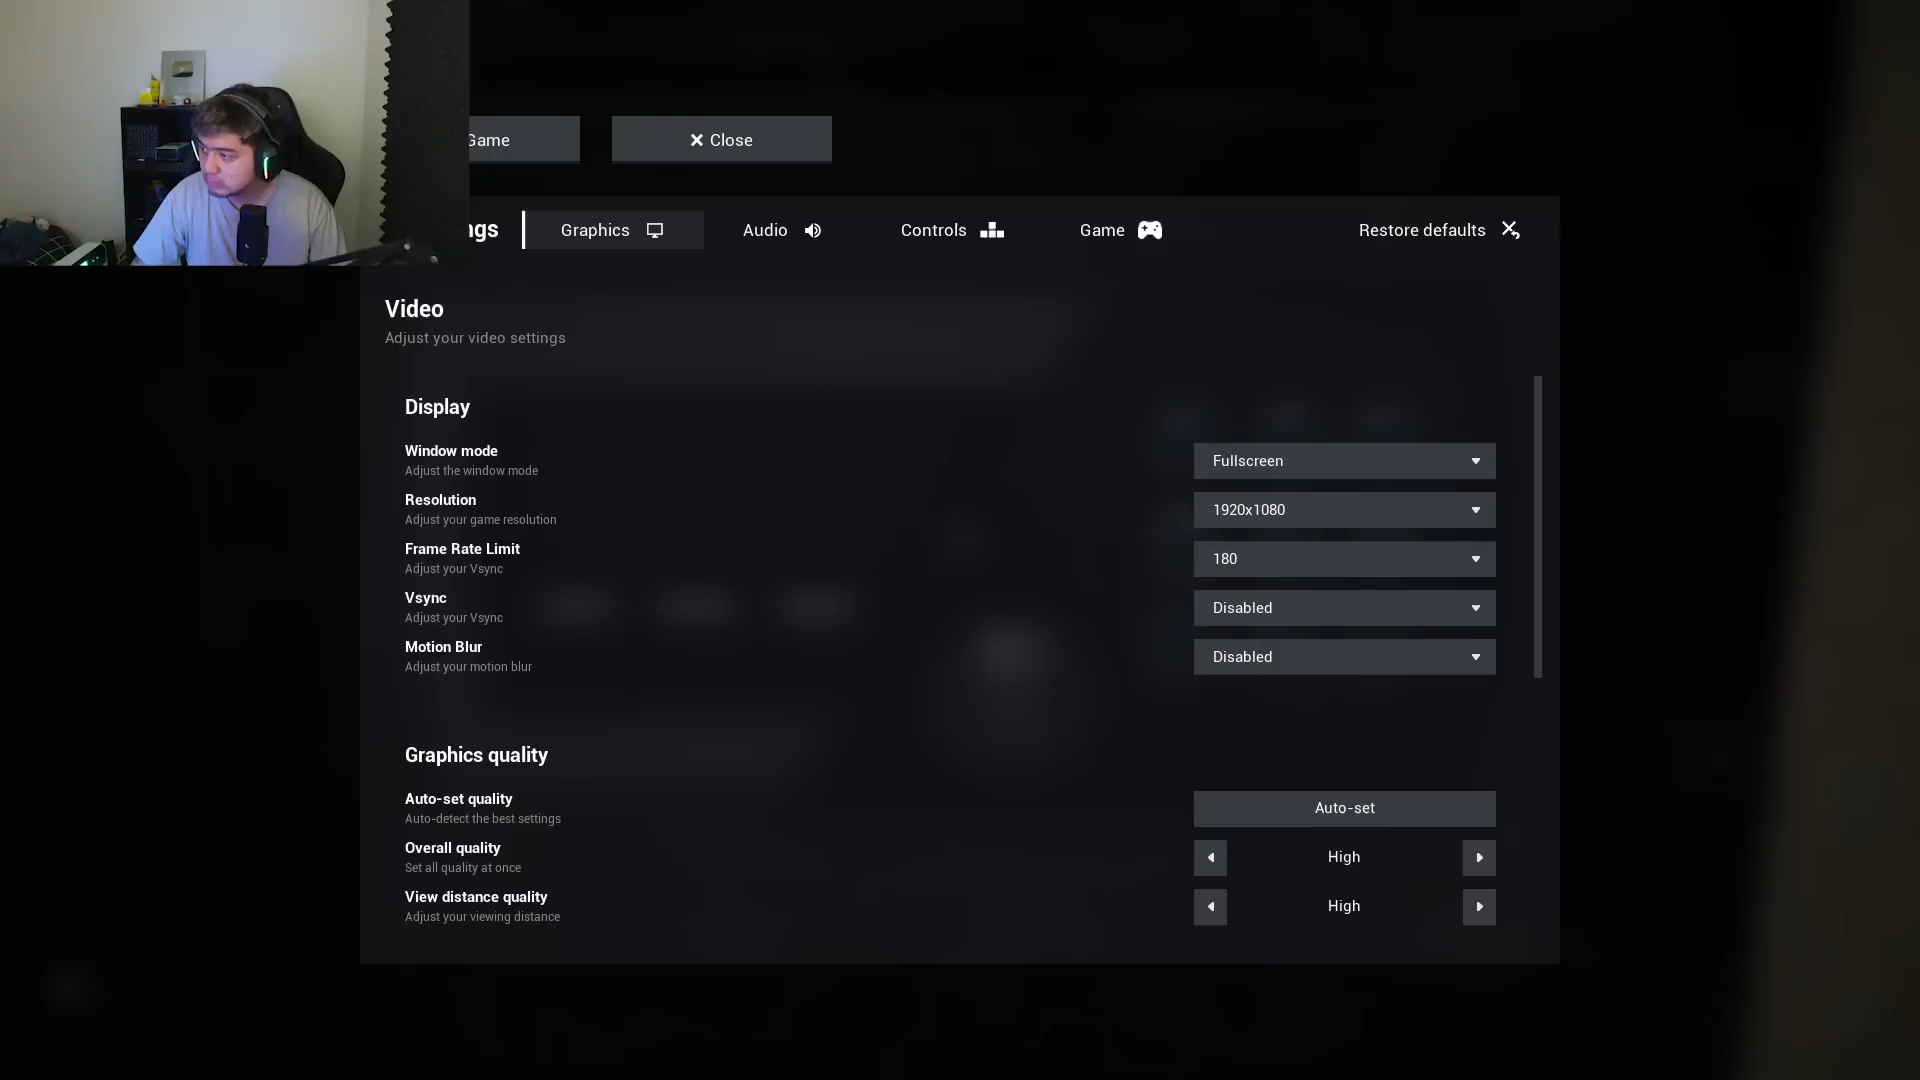 Game
Close
ngs
Graphics
Audio
Controls
Game
Restore defaults
Video
Adjust your video settings
Display
Window mode
Adjust the window mode
Fullscreen
Resolution
Adjust your game resolution
1920x1080
Frame Rate Limit
Adjust your Vsync
180
Vsync
Adjust your Vsync
Disabled
Motion Blur
Adjust your motion blur
Disabled
Graphics quality
Auto-set quality
Auto-detect the best settings
Auto-set
Overall quality
Set all quality at once
High
View distance quality
Adjust your viewing distance
High